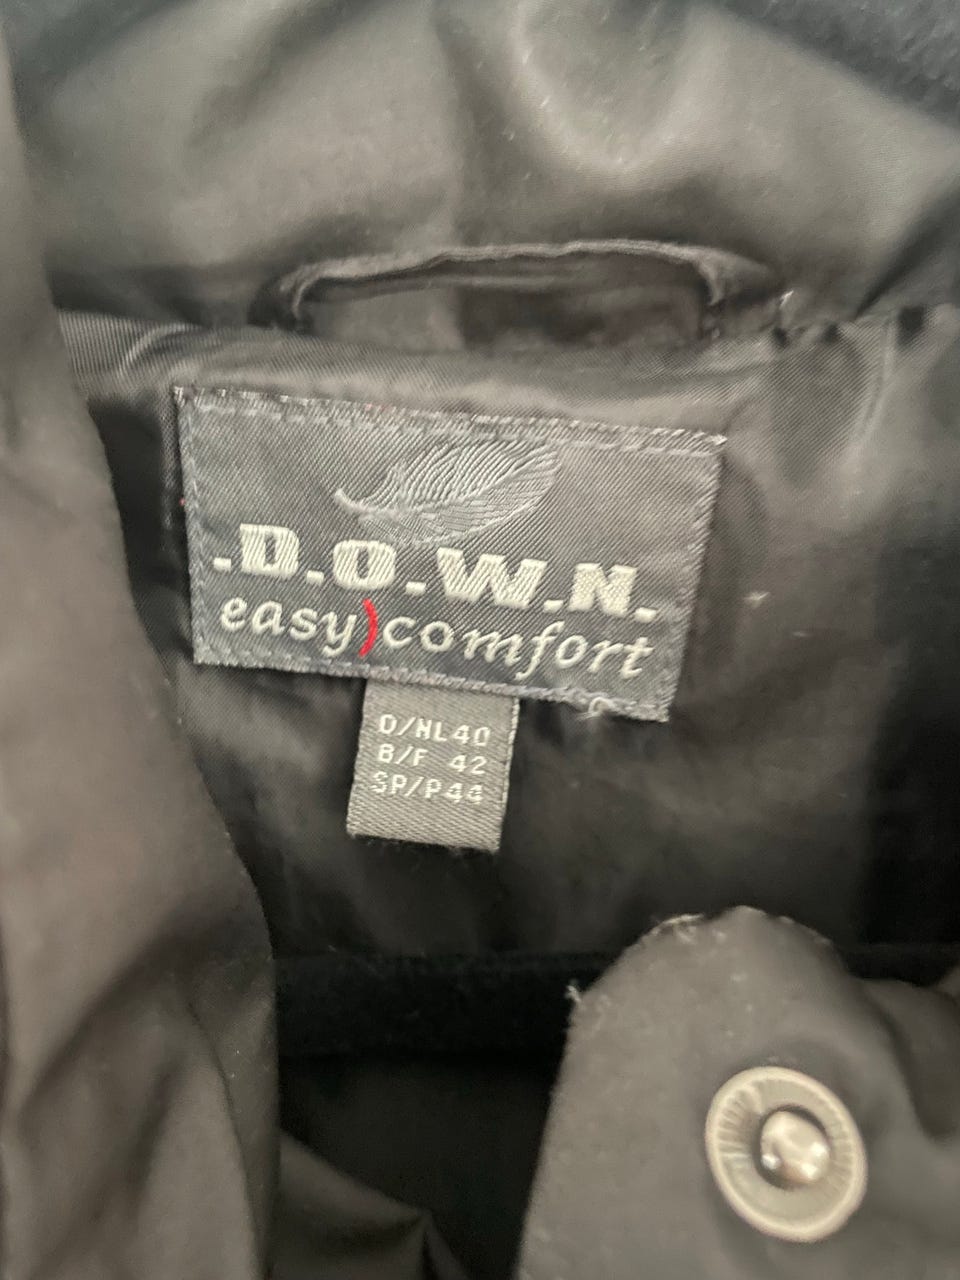 .D.O.W.N.
easy)comfort
D/NL40
B/F 42
SP/P44